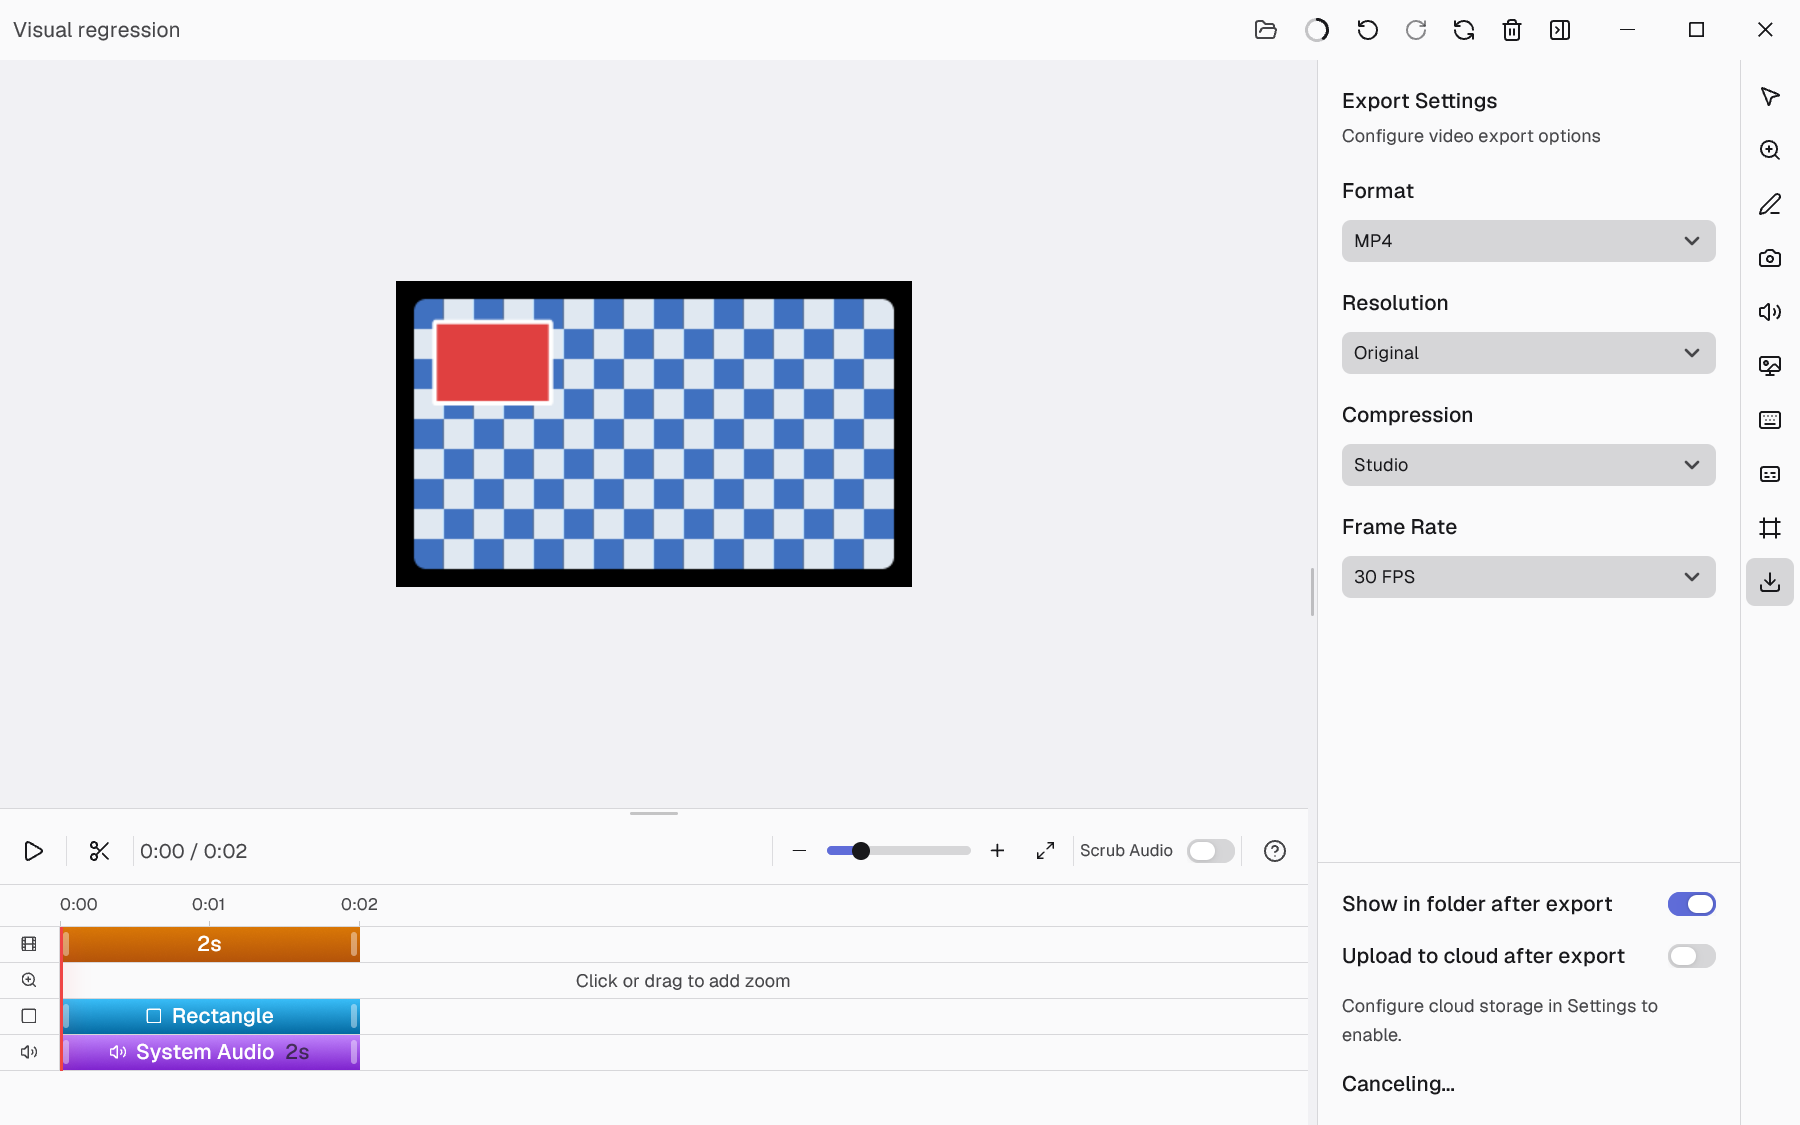 Visual regression
Export Settings
Configure video export options
Format
MP4
Resolution
Original
Compression
Studio
Frame Rate
30 FPS
0:00 / 0:02
Scrub Audio
0:00
0:01
0:02
2s
Click or drag to add zoom
Rectangle
System Audio 2s
Show in folder after export
Upload to cloud after export
Configure cloud storage in Settings to
enable.
Canceling...